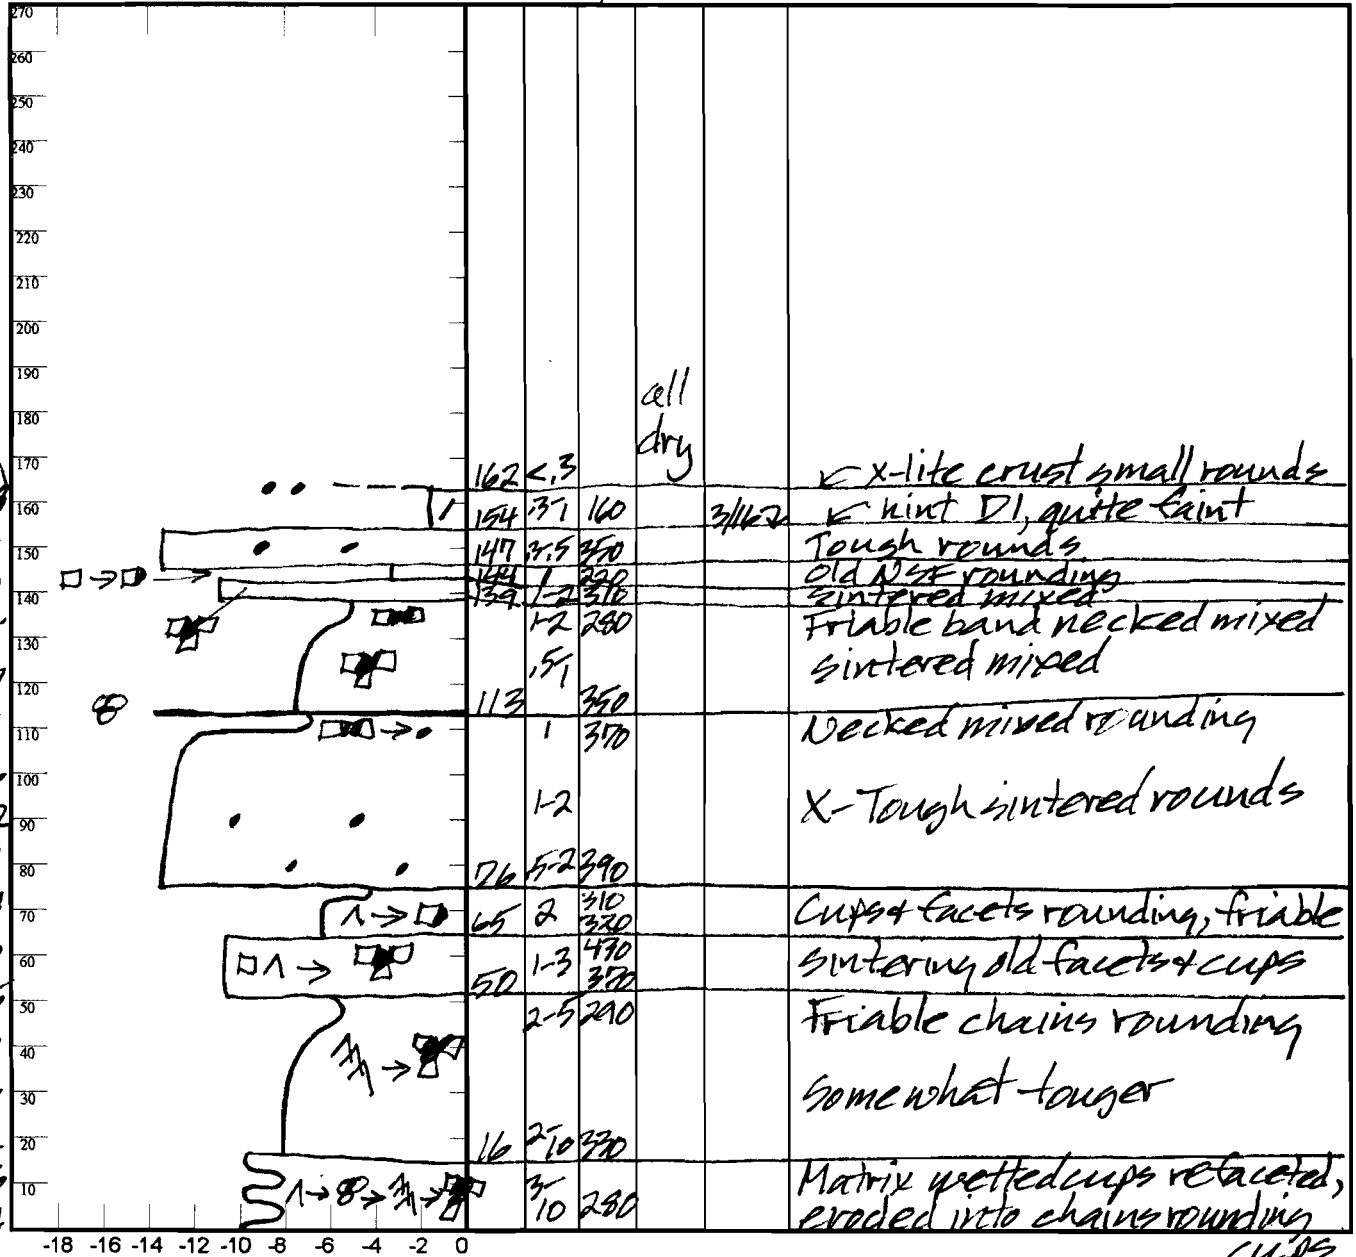 270
260
250
240
230
220
210
200
190
all
180
dry
170
162 <.3 ← X-lite crust small rounds
160
154 .3-1 160 ← hint DI, quite faint
150
147 .3-.5 350 Tough rounds
144 1 220 Old NSF rounding
140
139 1-2 370 sintered mixed
130
1-2 280 Friable band necked mixed
.5-1 sintered mixed
120
113 350
110
1 370 Necked mixed rounding
100
1-2 X-Tough sintered rounds
90
80
76 .5-2 390
70
310
65 2 320 Cups & facets rounding, friable
60
1-3 490 sintering old facets & cups
50 370
50
2-5 290 Friable chains rounding
40
30
Somewhat touger
20
16 2-10 330
10
3-10 280 Matrix wetted cups refaceted,
eroded into chains rounding
cups
-18 -16 -14 -12 -10 -8 -6 -4 -2 0